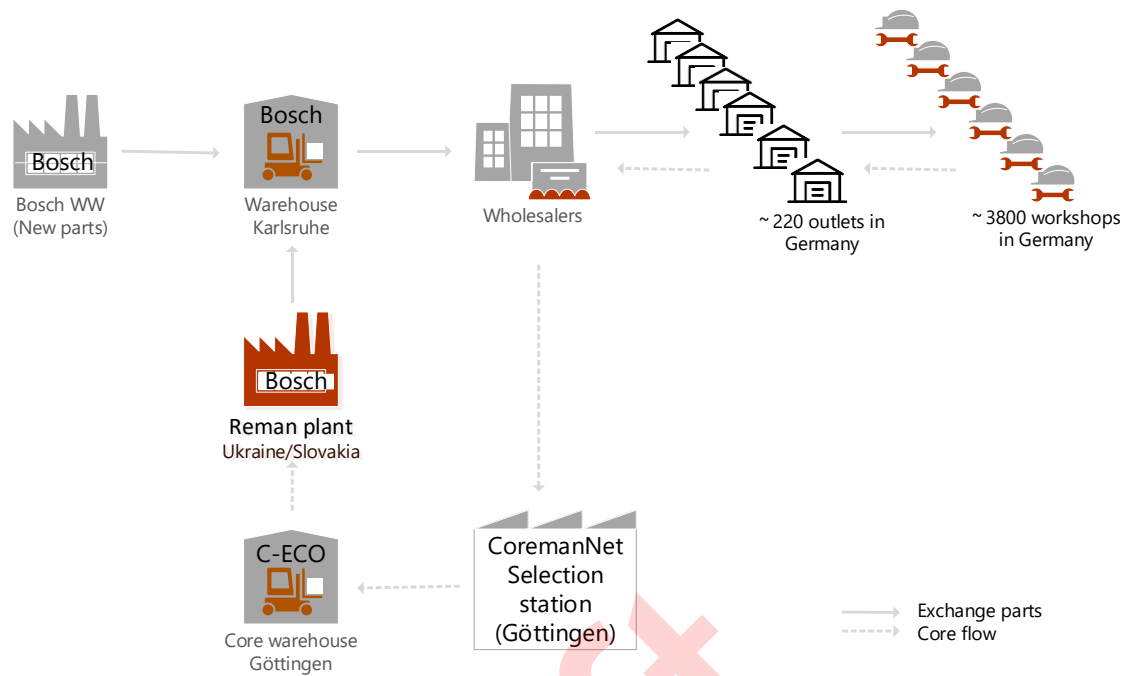 Bosch
Bosch WW
(New parts)
Bosch
Warehouse
Karlsruhe
Wholesalers
~ 220 outlets in
Germany
~ 3800 workshops
in Germany
Bosch
Reman plant
Ukraine/Slovakia
C-ECO
Core warehouse
Göttingen
CoremanNet
Selection
station
(Göttingen)
Exchange parts
Core flow